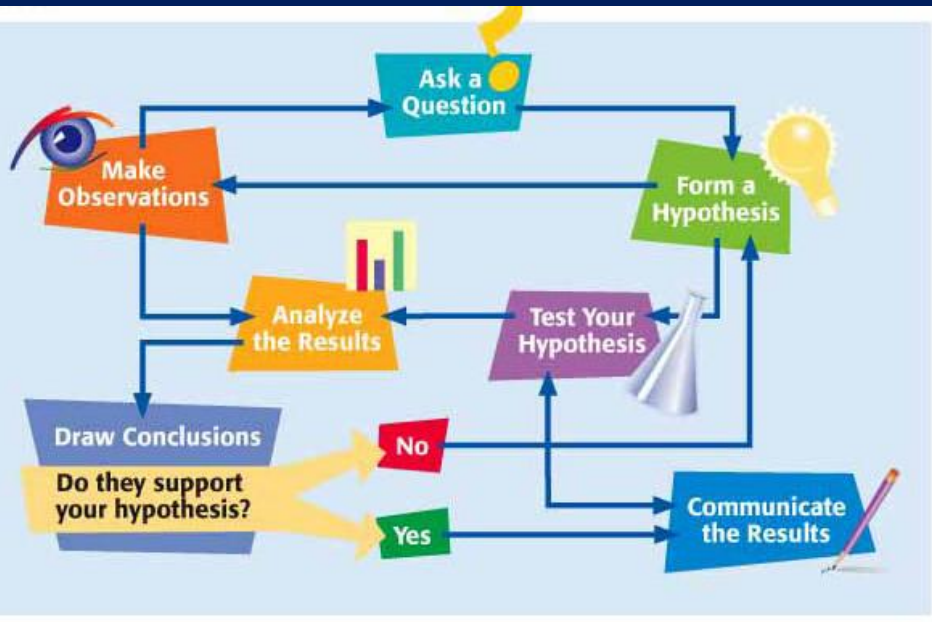 Ask a
Question
Make
Observations
Form a
Hypothesis
Analyze
the Results
Test Your
Hypothesis
Draw Conclusions
Do they support
your hypothesis?
No
Yes
Communicate
the Results